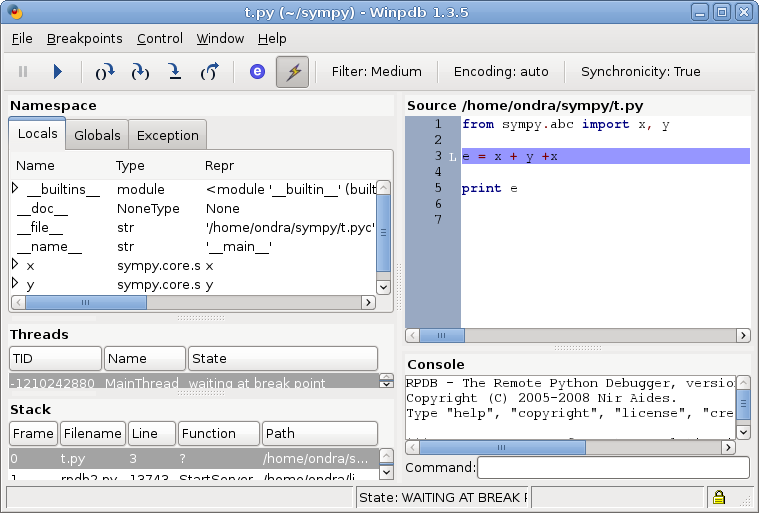 t.py (~/sympy) - Winpdb 1.3.5
File Breakpoints Control Window Help
Filter: Medium Encoding: auto Synchronicity: True
Namespace
Locals Globals Exception
Name Type Repr
__builtins__ module <module '__builtin__' (built
__doc__ NoneType None
__file__ str '/home/ondra/sympy/t.pyc'
__name__ str '__main__'
x sympy.core.s x
y sympy.core.s y
Threads
TID Name State
-1210242880 MainThread waiting at break point
Stack
Frame Filename Line Function Path
0 t.py 3 ? /home/ondra/s...
1 rpdb2.py 13743 StartServer /home/ondra/li...
Source /home/ondra/sympy/t.py
1 from sympy.abc import x, y
2
3 L e = x + y +x
4
5 print e
6
7
Console
RPDB - The Remote Python Debugger, versio
Copyright (C) 2005-2008 Nir Aides.
Type "help", "copyright", "license", "cre
Command:
State: WAITING AT BREAK P